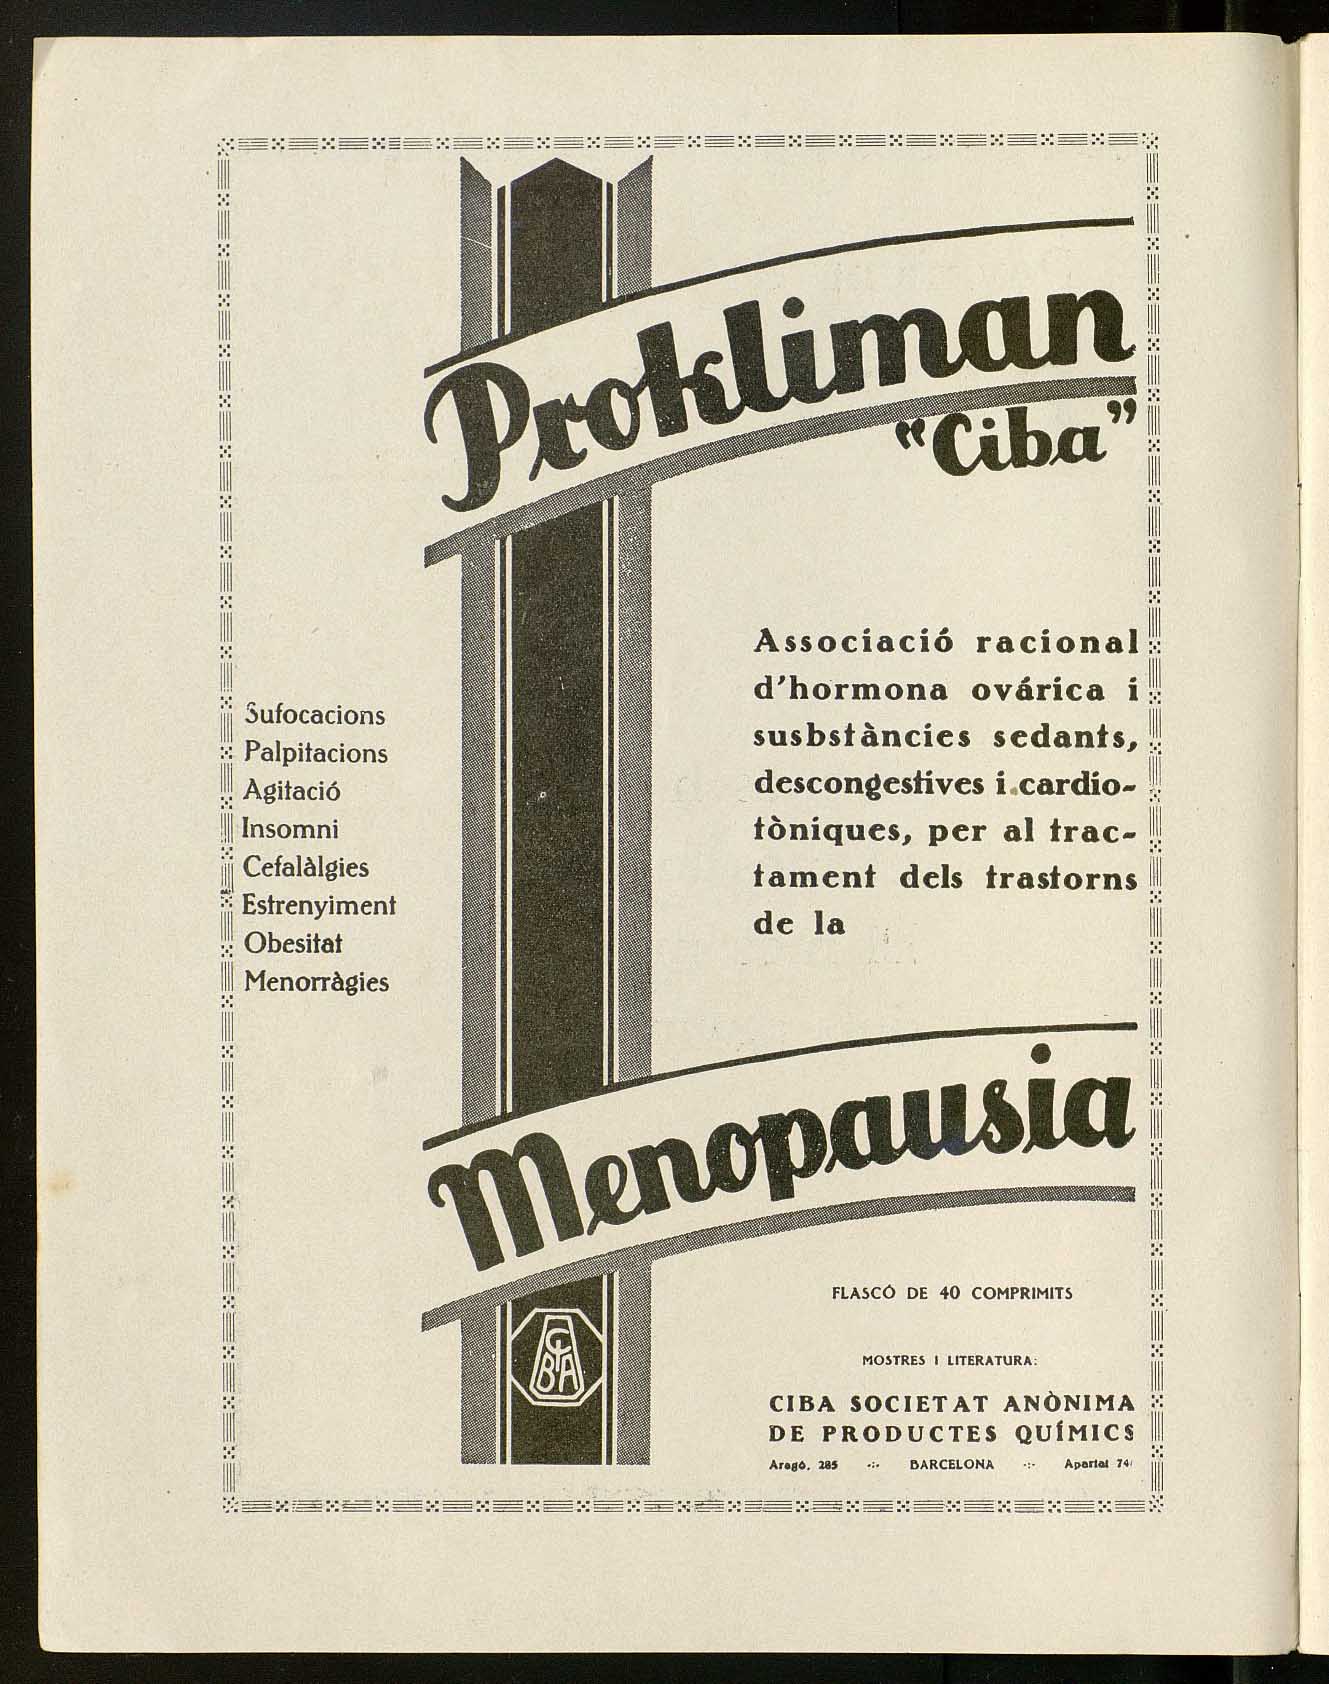 Prokliman
“Ciba”
Associació racional
d'hormona ovárica i
susbstàncies sedants,
descongestives i cardio-
tòniques, per al trac-
tament dels trastorns
de la
Sufocacions
Palpitacions
Agitació
Insomni
Cefalàlgies
Estrenyiment
Obesitat
Menorràgies
Menopausia
FLASCÓ DE 40 COMPRIMITS
MOSTRES I LITERATURA:
CIBA
CIBA SOCIETAT ANÒNIMA
DE PRODUCTES QUÍMICS
Aragó, 285 -:- BARCELONA -:- Apartat